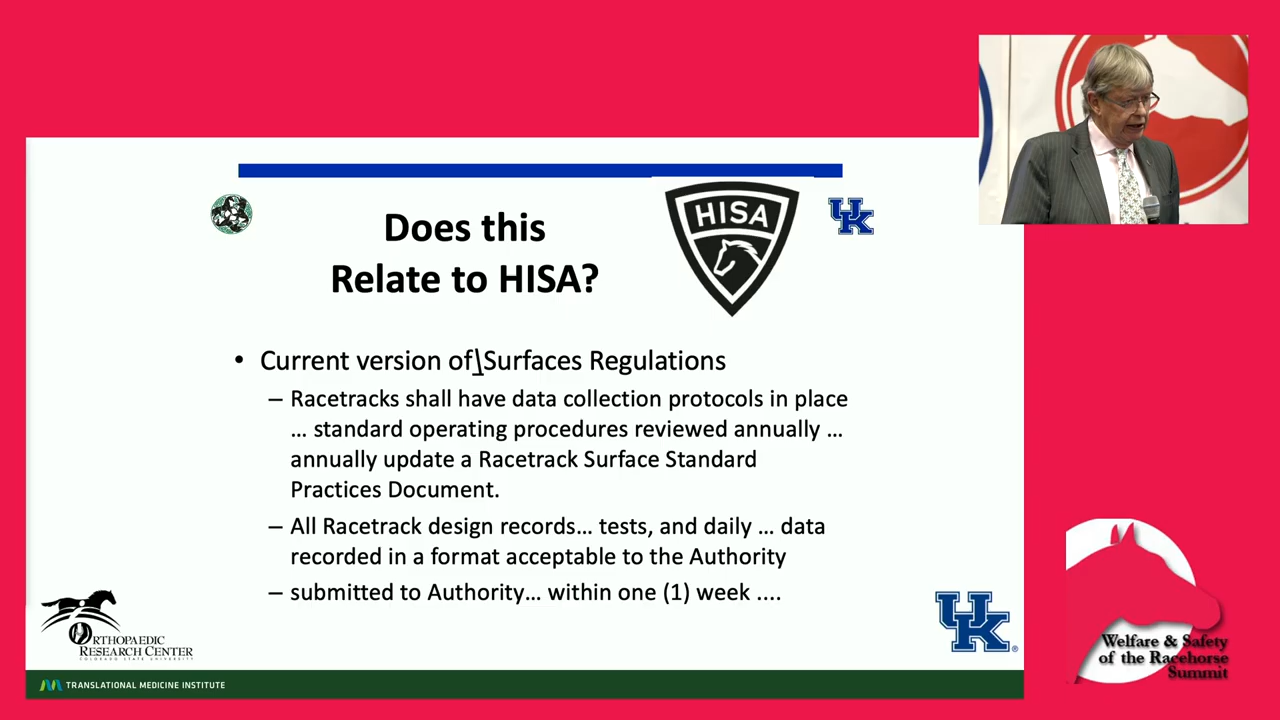 Does this
Relate to HISA?
HISA
UK
• Current version of\Surfaces Regulations
– Racetracks shall have data collection protocols in place
… standard operating procedures reviewed annually …
annually update a Racetrack Surface Standard
Practices Document.
– All Racetrack design records… tests, and daily … data
recorded in a format acceptable to the Authority
– submitted to Authority… within one (1) week ....
ORTHOPAEDIC
RESEARCH CENTER
COLORADO STATE UNIVERSITY
UK
TRANSLATIONAL MEDICINE INSTITUTE
Welfare & Safety
of the Racehorse
Summit